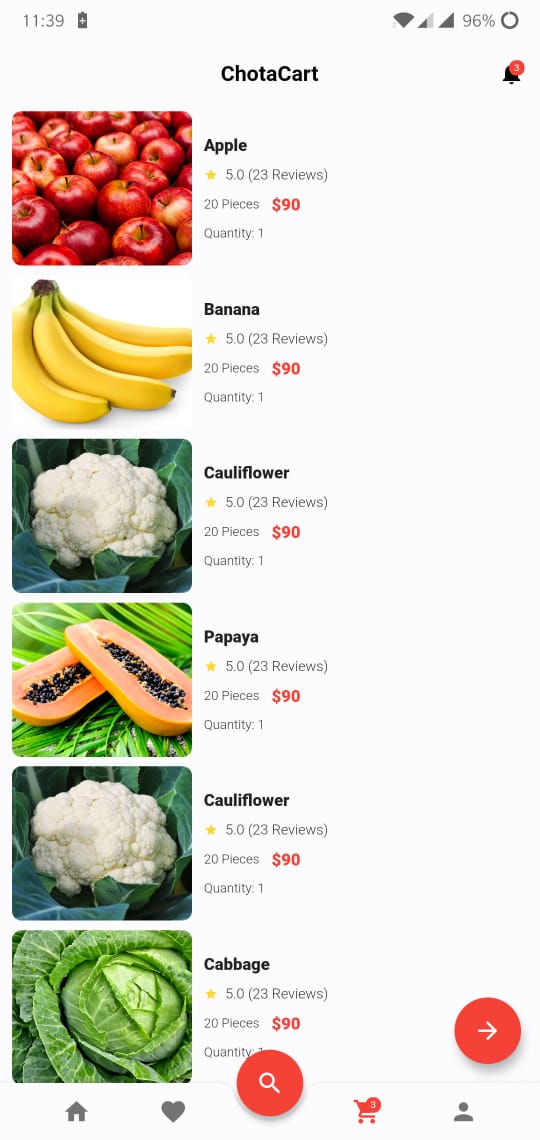 11:39
96%
ChotaCart
3
Apple
5.0 (23 Reviews)
20 Pieces $90
Quantity: 1
Banana
5.0 (23 Reviews)
20 Pieces $90
Quantity: 1
Cauliflower
5.0 (23 Reviews)
20 Pieces $90
Quantity: 1
Papaya
5.0 (23 Reviews)
20 Pieces $90
Quantity: 1
Cauliflower
5.0 (23 Reviews)
20 Pieces $90
Quantity: 1
Cabbage
5.0 (23 Reviews)
20 Pieces $90
Quantity: 1
3